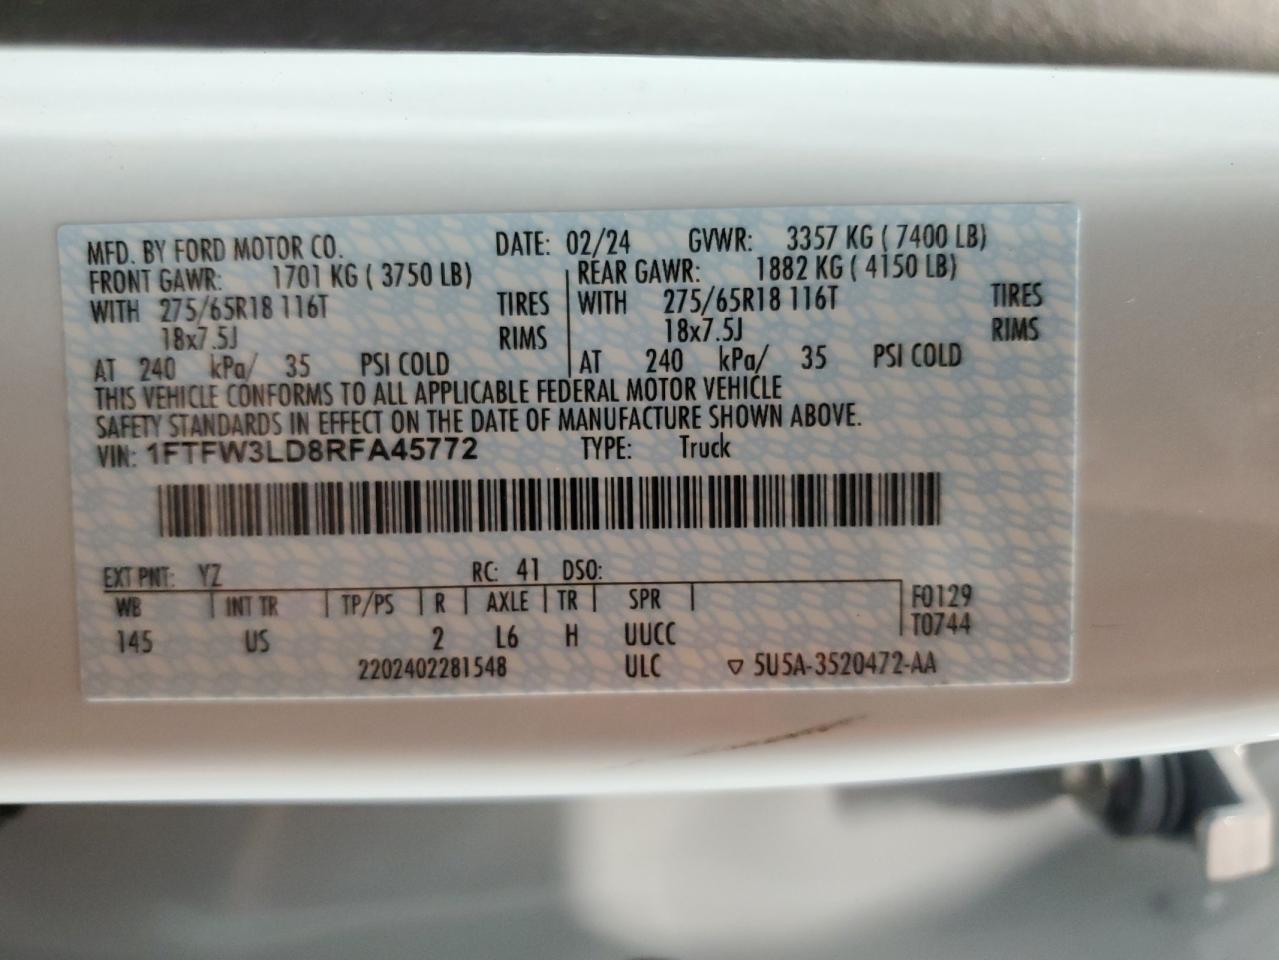 MFD. BY FORD MOTOR CO. DATE: 02/24 GVWR: 3357 KG ( 7400 LB)
FRONT GAWR: 1701 KG ( 3750 LB) REAR GAWR: 1882 KG ( 4150 LB)
WITH 275/65R18 116T TIRES WITH 275/65R18 116T TIRES
18x7.5J RIMS 18x7.5J RIMS
AT 240 kPa/ 35 PSI COLD AT 240 kPa/ 35 PSI COLD
THIS VEHICLE CONFORMS TO ALL APPLICABLE FEDERAL MOTOR VEHICLE
SAFETY STANDARDS IN EFFECT ON THE DATE OF MANUFACTURE SHOWN ABOVE.
VIN: 1FTFW3LD8RFA45772 TYPE: Truck
EXT PNT: YZ RC: 41 DSO:
WB INT TR TP/PS R AXLE TR SPR F0129
145 US 2 L6 H UUCC T0744
2202402281548 ULC ▽ 5U5A-3520472-AA